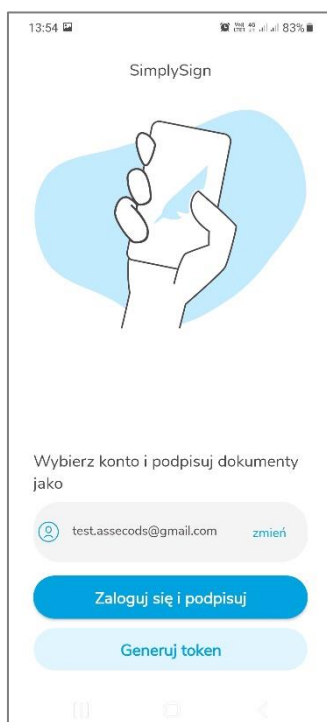 13:54 83%
SimplySign
Wybierz konto i podpisuj dokumenty
jako
test.assecods@gmail.com zmień
Zaloguj się i podpisuj
Generuj token